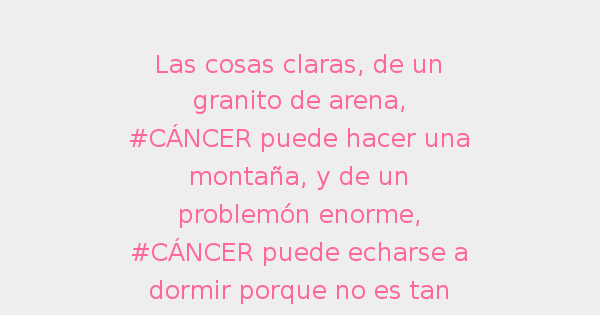 Las cosas claras, de un
granito de arena,
#CÁNCER puede hacer una
montaña, y de un
problemón enorme,
#CÁNCER puede echarse a
dormir porque no es tan